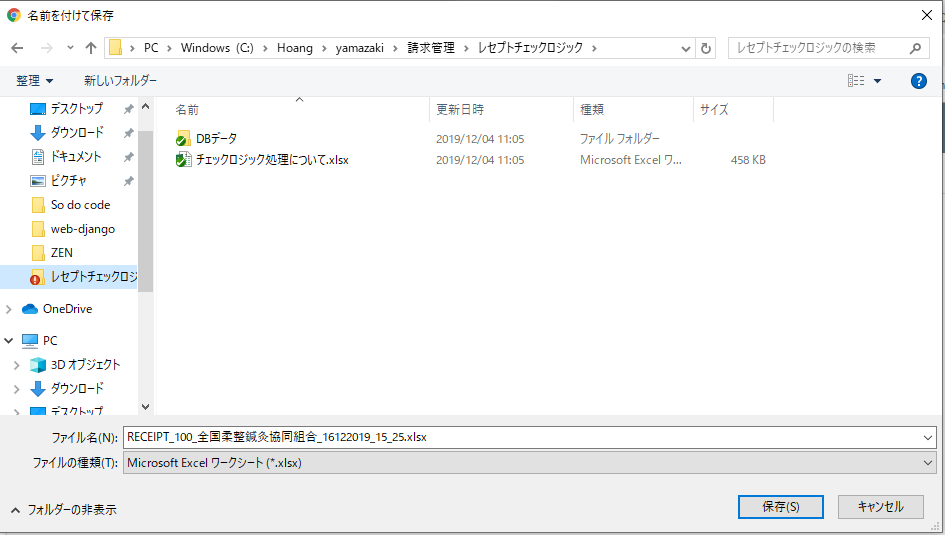 名前を付けて保存
PC › Windows (C:) › Hoang › yamazaki › 請求管理 › レセプトチェックロジック ›
レセプトチェックロジックの検索
整理 新しいフォルダー
名前 更新日時 種類 サイズ
デスクトップ
ダウンロード
ドキュメント
ピクチャ
So do code
web-django
ZEN
レセプトチェックロジ
OneDrive
PC
3D オブジェクト
ダウンロード
デスクトップ
DBデータ 2019/12/04 11:05 ファイル フォルダー
チェックロジック処理について.xlsx 2019/12/04 11:05 Microsoft Excel ワ... 458 KB
ファイル名(N): RECEIPT_100_全国柔整鍼灸協同組合_16122019_15_25.xlsx
ファイルの種類(T): Microsoft Excel ワークシート (*.xlsx)
フォルダーの非表示
保存(S) キャンセル